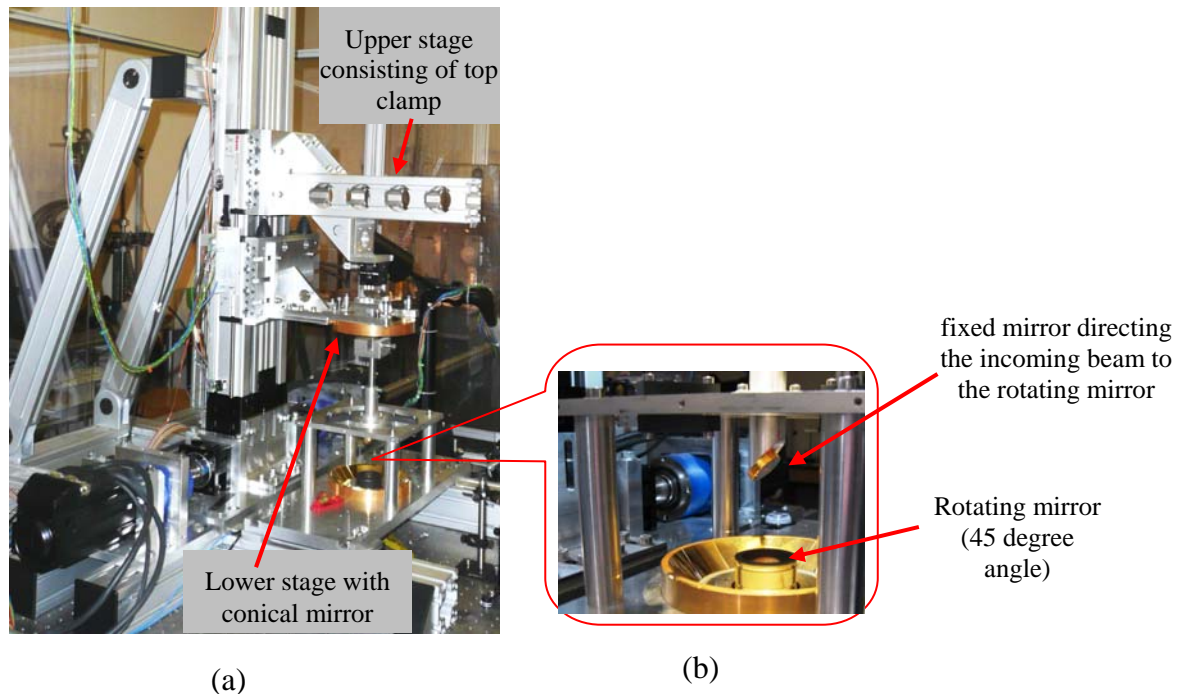 Upper stage
consisting of top
clamp
fixed mirror directing
the incoming beam to
the rotating mirror
Rotating mirror
(45 degree
angle)
Lower stage with
conical mirror
(a)
(b)